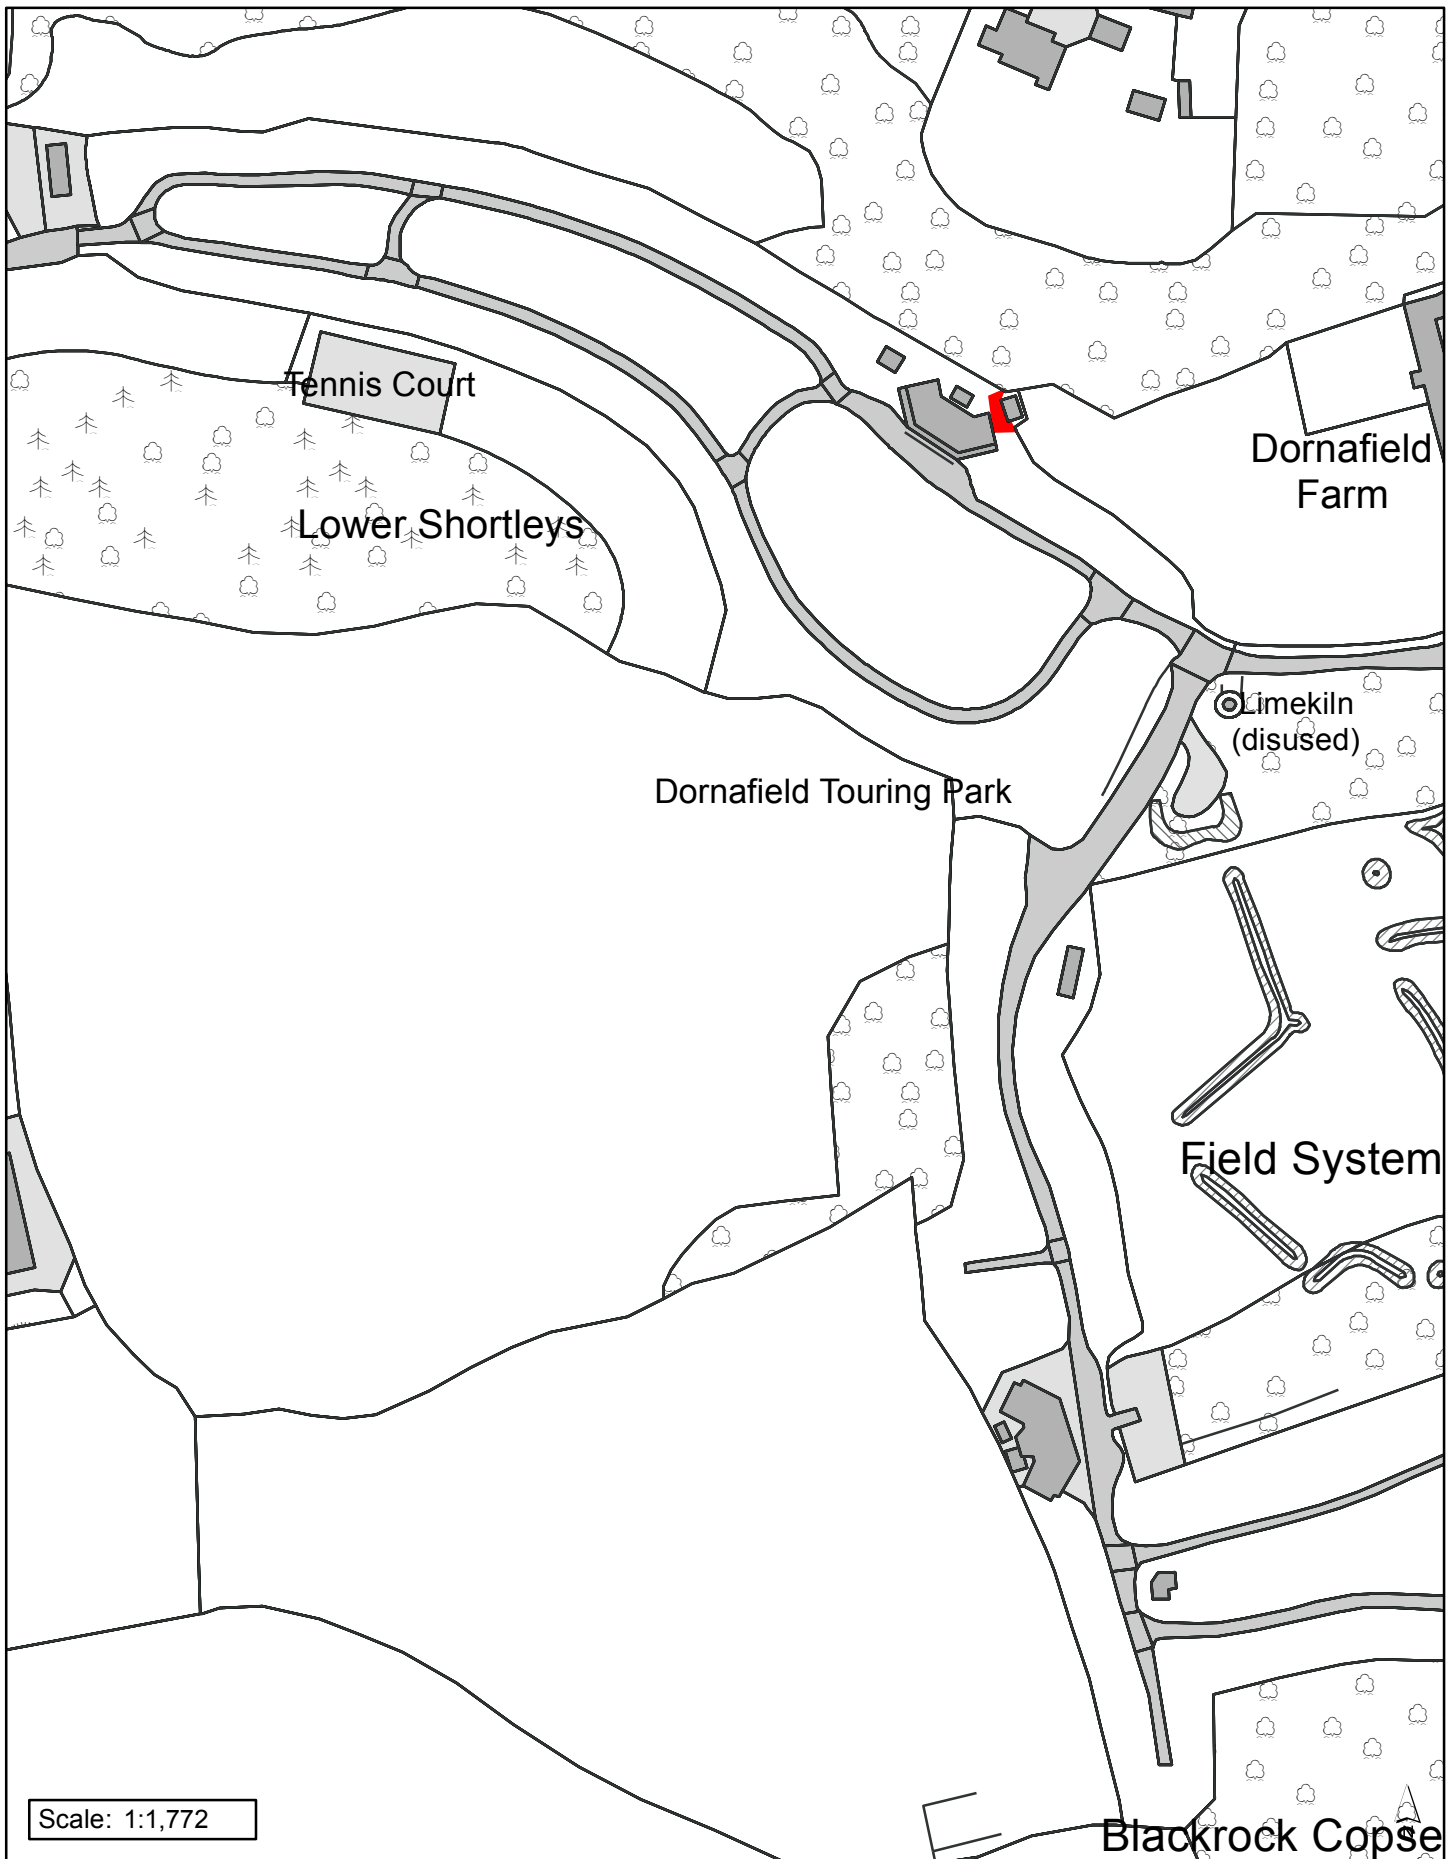 Tennis Court
Dornafield
Farm
Lower Shortleys
Limekiln
(disused)
Dornafield Touring Park
Field System
Scale: 1:1,772
Blackrock Copse
N